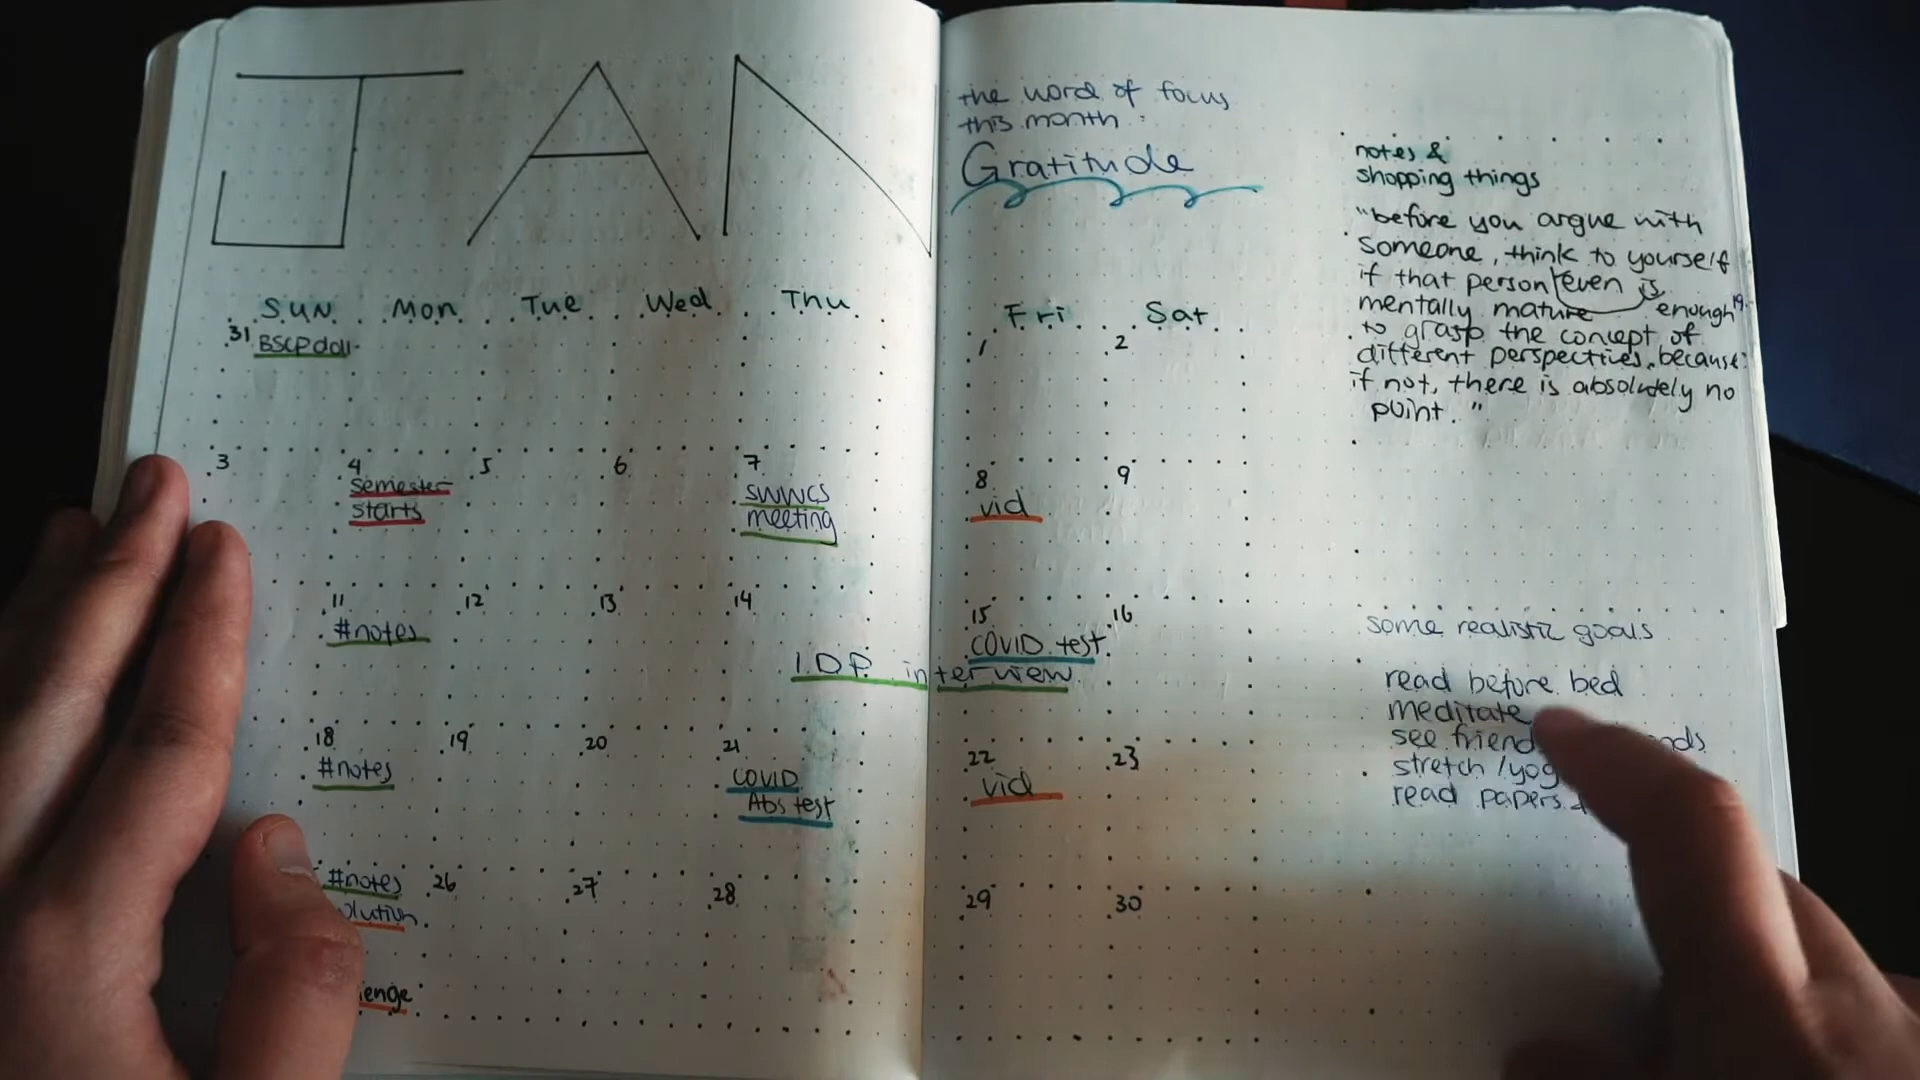 JAN
the word of focus
this month:
Gratitude
notes &
shopping things
"before you argue with
someone, think to yourself
if that person even is
mentally mature enough
to grasp the concept of
different perspectives, because
if not, there is absolutely no
point."
SUN Mon Tue Wed Thu Fri Sat
31 1 2
3 4 5 6 7 8 9
semester
starts
SWWCS
meeting
vid
11 12 13 14 15 16
#notes
COVID test
I.D.P. interview
18 19 20 21 22 23
#notes
COVID
Abs test
vid
#notes 26 27 28 29 30
some realistic goals
read before bed
meditate
see
stretch /
read papers